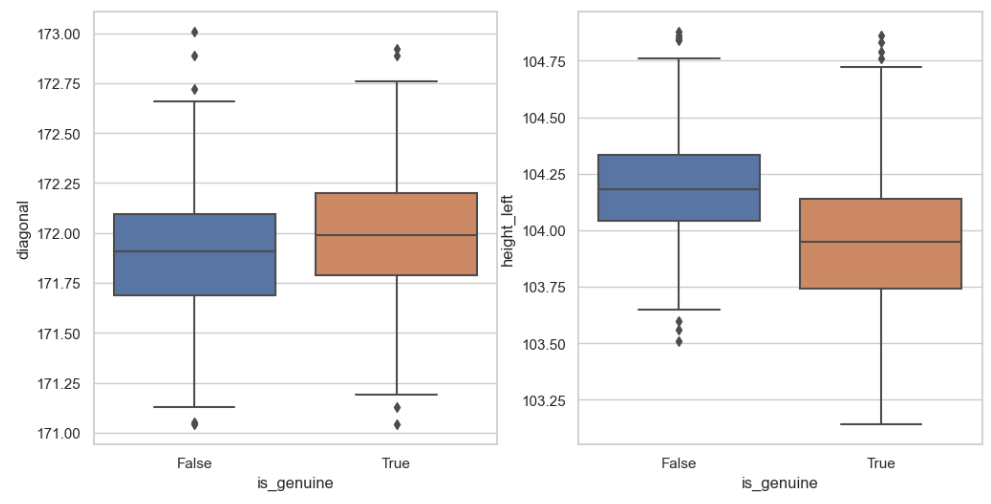 diagonal
173.00
172.75
172.50
172.25
172.00
171.75
171.50
171.25
171.00
False
True
is_genuine
height_left
104.75
104.50
104.25
104.00
103.75
103.50
103.25
False
True
is_genuine